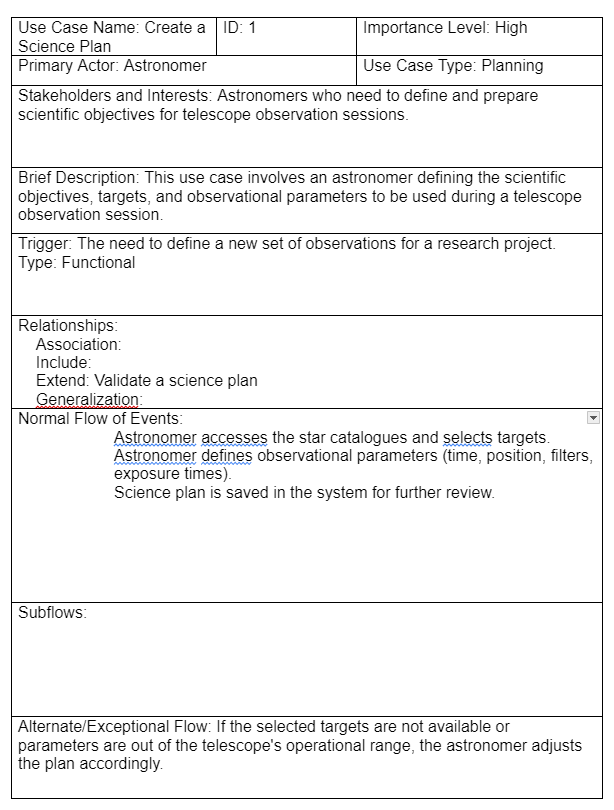 Use Case Name: Create a Science Plan
ID: 1
Importance Level: High
Primary Actor: Astronomer
Use Case Type: Planning
Stakeholders and Interests: Astronomers who need to define and prepare
scientific objectives for telescope observation sessions.
Brief Description: This use case involves an astronomer defining the scientific
objectives, targets, and observational parameters to be used during a telescope
observation session.
Trigger: The need to define a new set of observations for a research project.
Type: Functional
Relationships:
Association:
Include:
Extend: Validate a science plan
Generalization:
Normal Flow of Events:
Astronomer accesses the star catalogues and selects targets.
Astronomer defines observational parameters (time, position, filters,
exposure times).
Science plan is saved in the system for further review.
Subflows:
Alternate/Exceptional Flow: If the selected targets are not available or
parameters are out of the telescope's operational range, the astronomer adjusts
the plan accordingly.